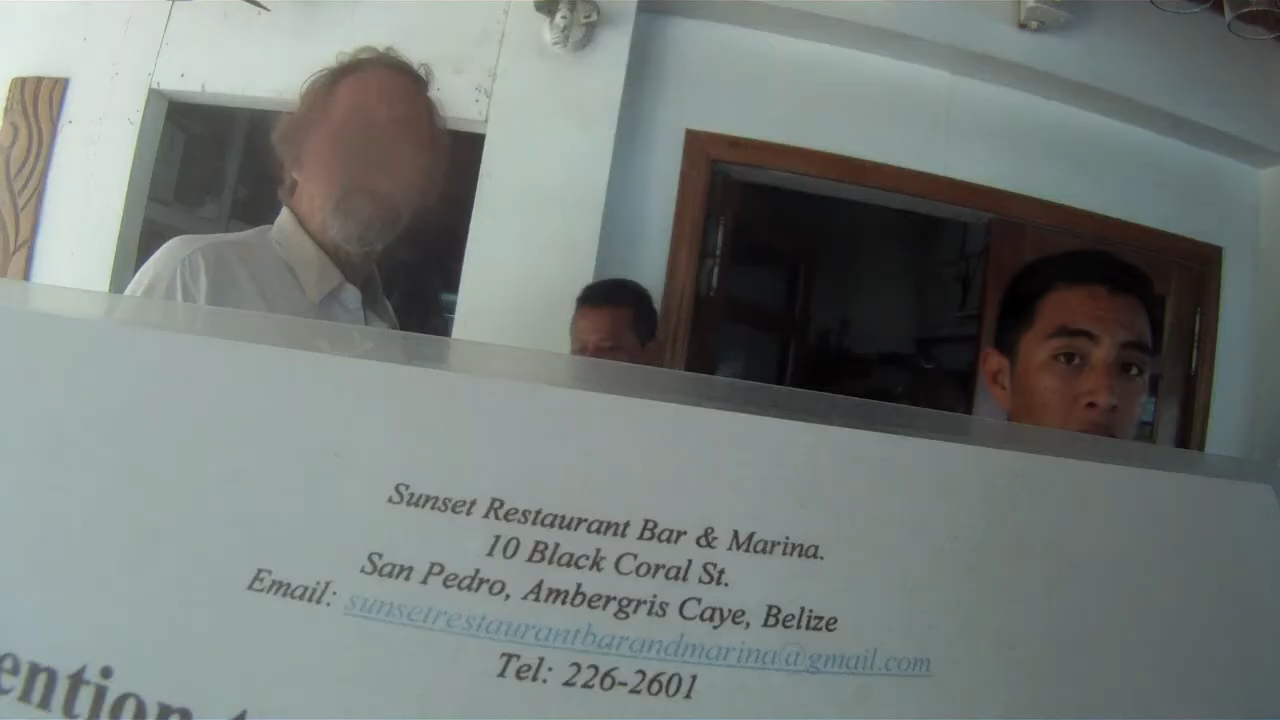 Sunset Restaurant Bar & Marina.
10 Black Coral St.
San Pedro, Ambergris Caye, Belize
Email: sunsetrestaurantbarandmarina@gmail.com
Tel: 226-2601